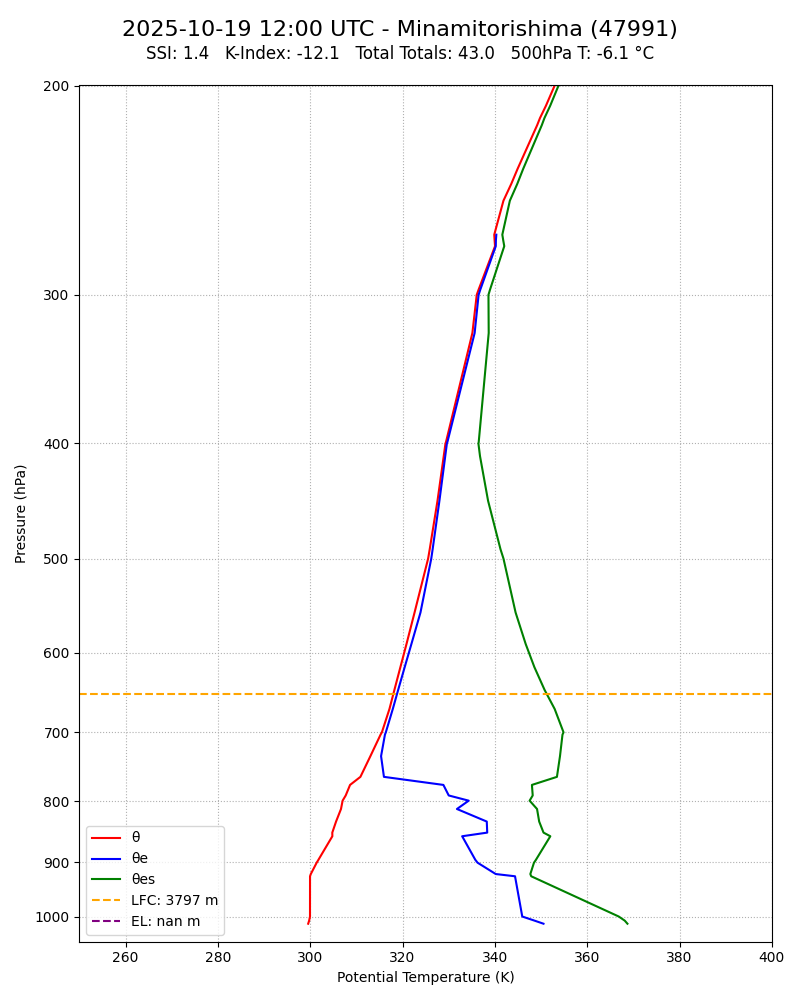 2025-10-19 12:00 UTC - Minamitorishima (47991)
SSI: 1.4 K-Index: -12.1 Total Totals: 43.0 500hPa T: -6.1 °C
200
300
400
500
600
700
800
900
1000
Pressure (hPa)
θ
θe
θes
LFC: 3797 m
EL: nan m
260 280 300 320 340 360 380 400
Potential Temperature (K)